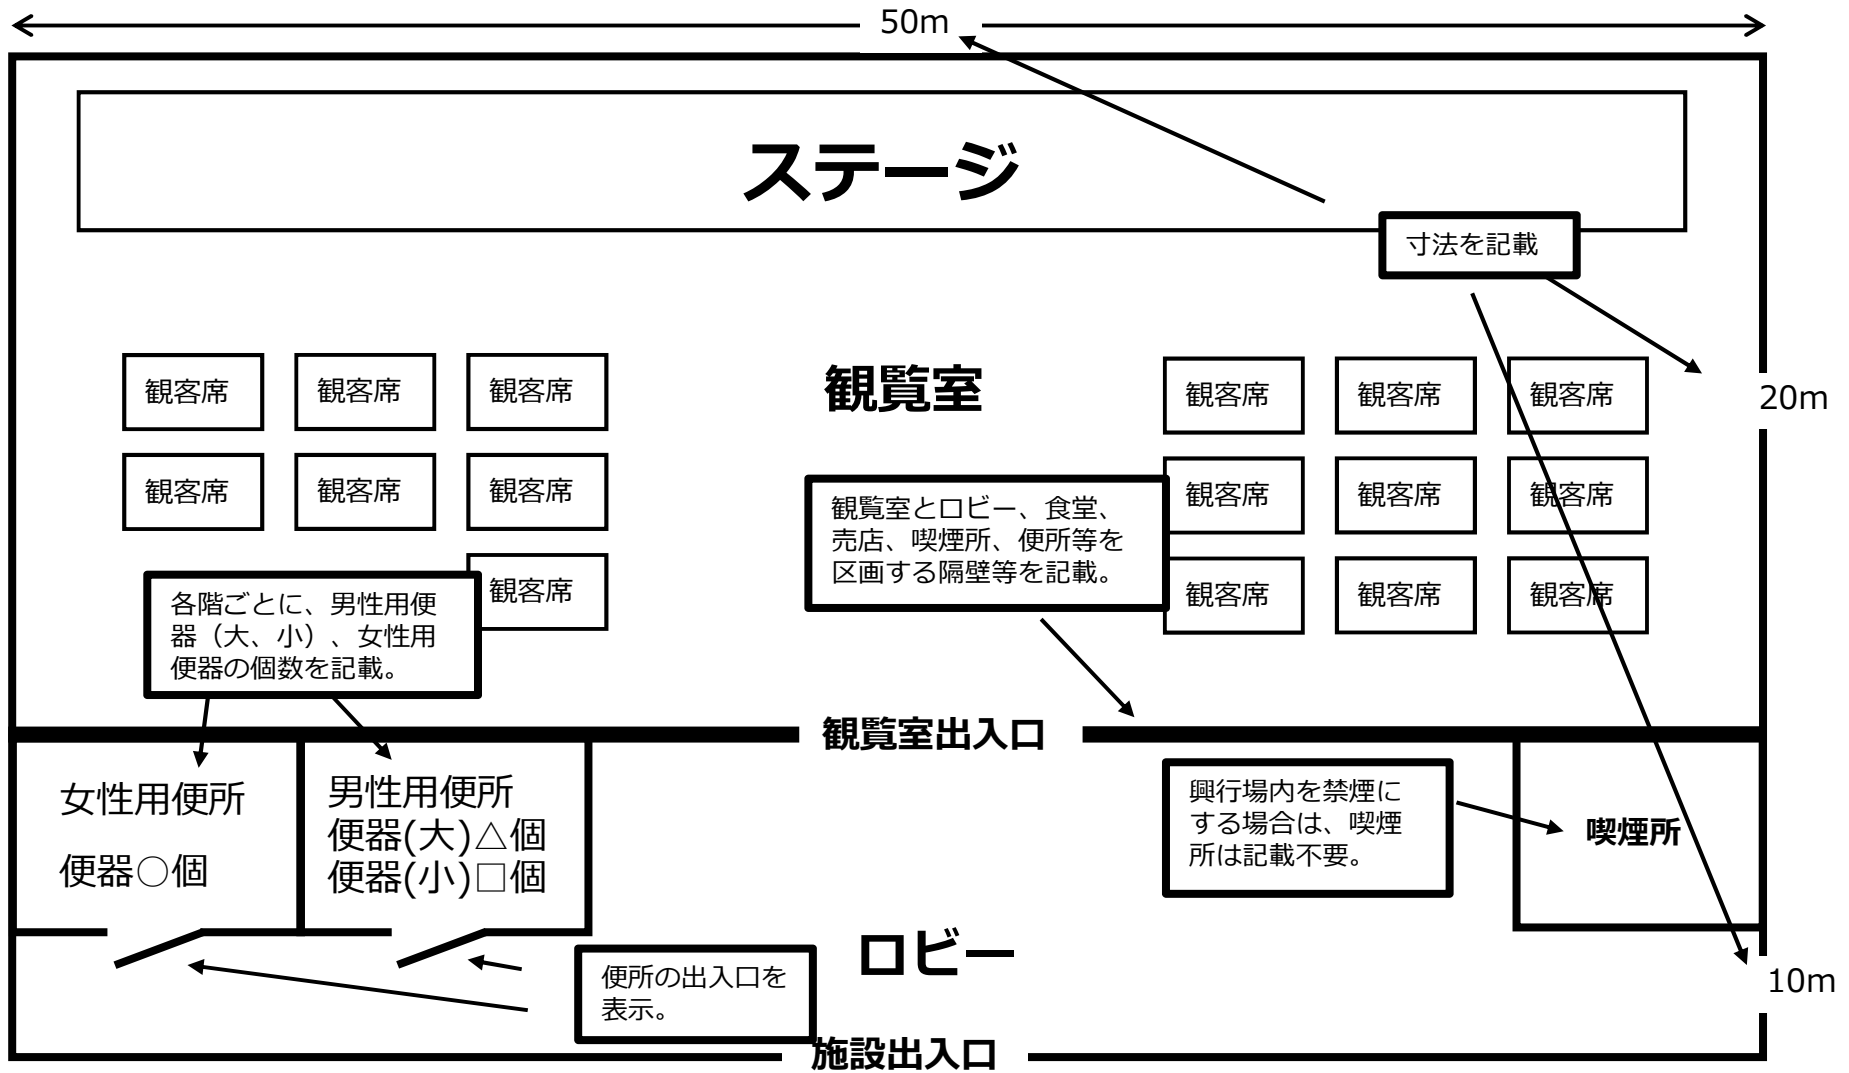 50m
ステージ
寸法を記載
観客席
観客席
観客席
観覧室
観客席
観客席
観客席
20m
観客席
観客席
観客席
観覧室とロビー、食堂、
売店、喫煙所、便所等を
区画する隔壁等を記載。
観客席
観客席
観客席
観客席
各階ごとに、男性用便
器（大、小）、女性用
便器の個数を記載。
観客席
観客席
観客席
観覧室出入口
女性用便所
便器○個
男性用便所
便器(大)△個
便器(小)□個
興行場内を禁煙に
する場合は、喫煙
所は記載不要。
喫煙所
ロビー
便所の出入口を
表示。
10m
施設出入口